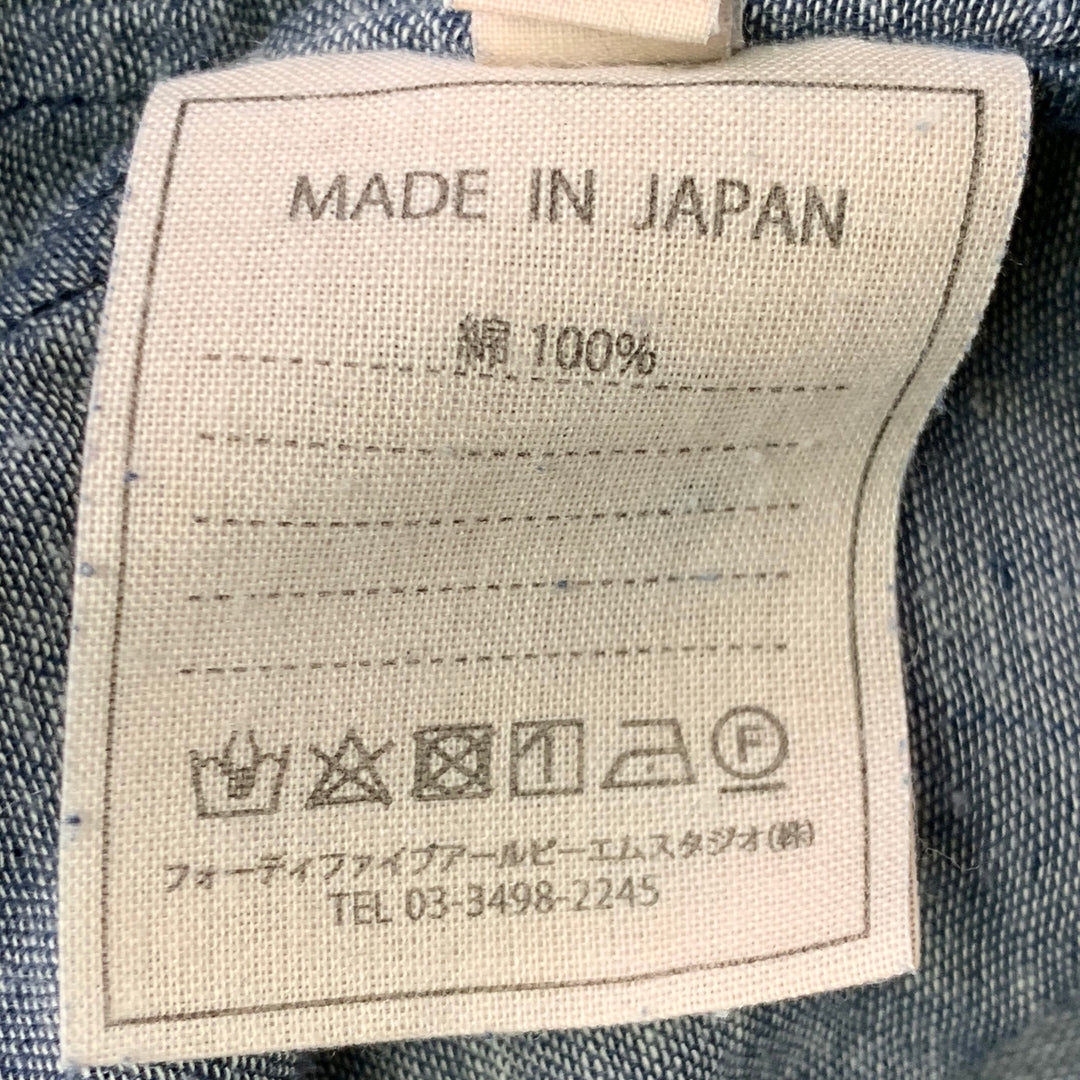 MADE IN JAPAN
綿 100%
F
フォーティファイブアールピーエムスタジオ(株)
TEL 03-3498-2245